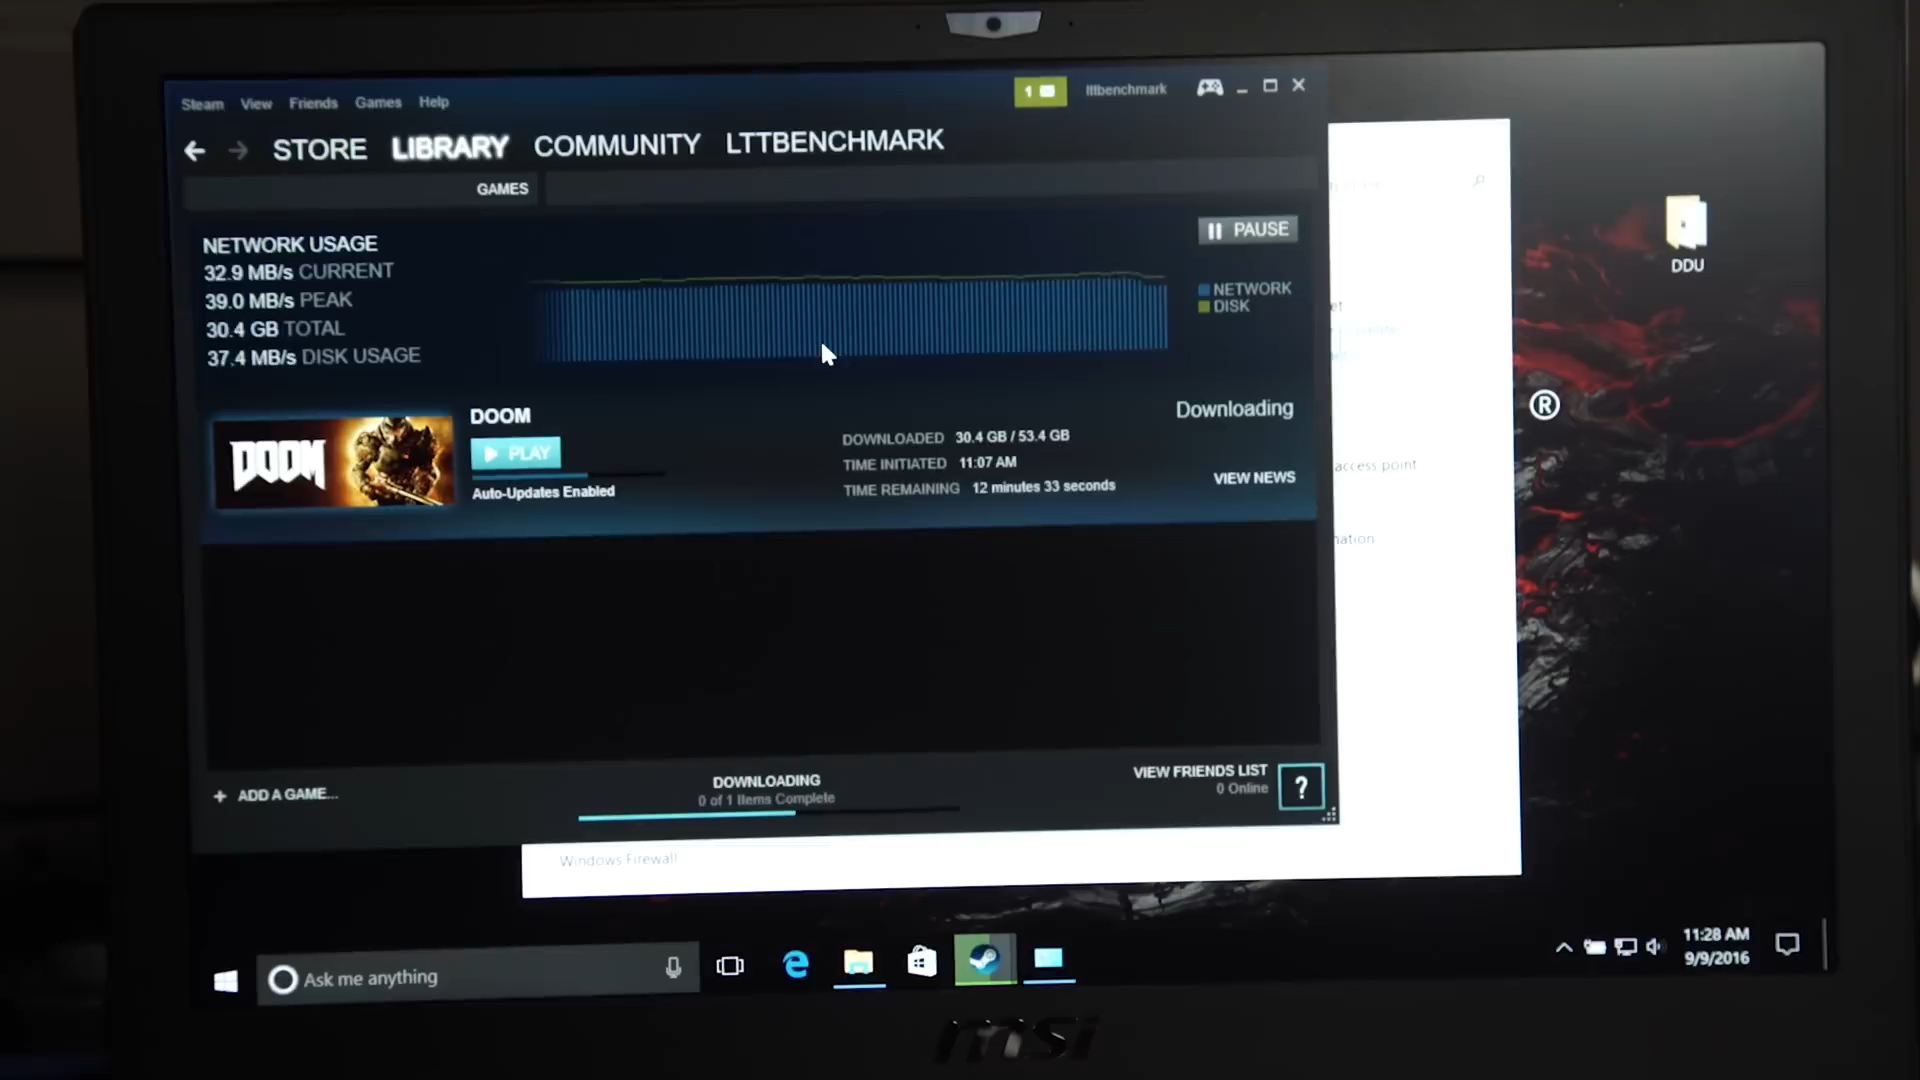 Steam View Friends Games Help
1
lttbenchmark
STORE LIBRARY COMMUNITY LTTBENCHMARK
GAMES
NETWORK USAGE
32.9 MB/s CURRENT
39.0 MB/s PEAK
30.4 GB TOTAL
37.4 MB/s DISK USAGE
PAUSE
NETWORK
DISK
DOOM
DOOM
PLAY
Auto-Updates Enabled
DOWNLOADED 30.4 GB / 53.4 GB
TIME INITIATED 11:07 AM
TIME REMAINING 12 minutes 33 seconds
Downloading
VIEW NEWS
+ ADD A GAME...
DOWNLOADING
0 of 1 Items Complete
VIEW FRIENDS LIST
0 Online
?
access point
Windows Firewall
DDU
®
Ask me anything
11:28 AM
9/9/2016
msi